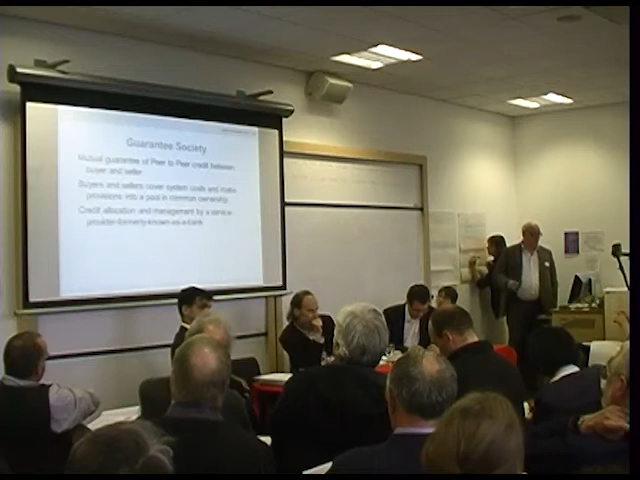 Guarantee Society
Mutual guarantee of Peer to Peer credit between
buyer and seller
Buyers and sellers cover system costs and make
provisions into a pool in common ownership
Credit allocation and management by a service
provider formerly known as a bank